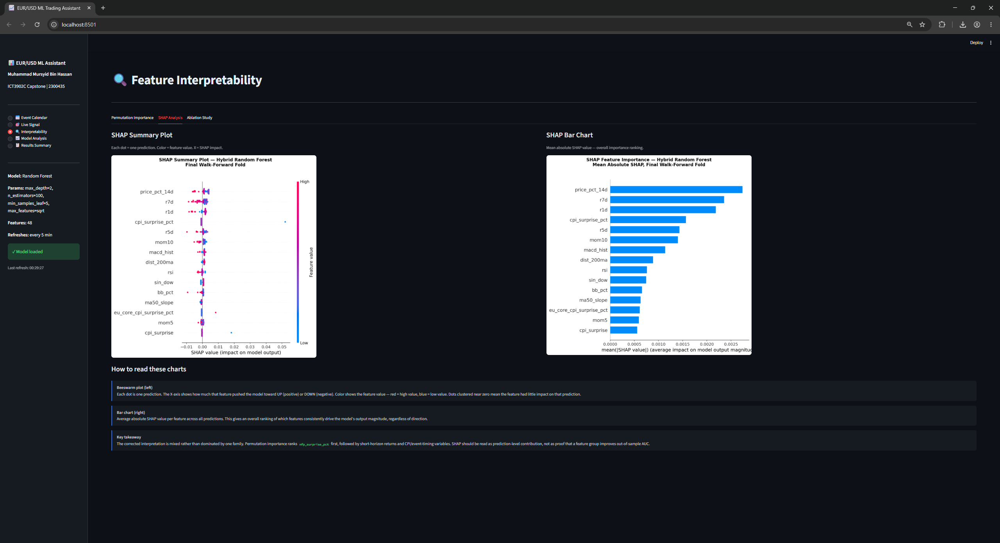 EUR/USD ML Trading Assistant
localhost:8501
Deploy
EUR/USD ML Assistant
Muhammad Mursyid Bin Hassan
ICT3902C Capstone | 2300435
Event Calendar
Live Signal
Interpretability
Model Analysis
Results Summary
Model: Random Forest
Params: max_depth=2,
n_estimators=100,
min_samples_leaf=5,
max_features=sqrt
Features: 48
Refreshes: every 5 min
✓ Model loaded
Last refresh: 00:29:27
Feature Interpretability
Permutation Importance SHAP Analysis Ablation Study
SHAP Summary Plot
Each dot = one prediction. Color = feature value. X = SHAP impact.
SHAP Summary Plot — Hybrid Random Forest
Final Walk-Forward Fold
High
price_pct_14d
r7d
r1d
cpi_surprise_pct
r5d
mom10
macd_hist
dist_200ma
rsi
sin_dow
bb_pct
ma50_slope
eu_core_cpi_surprise_pct
mom5
cpi_surprise
Feature value
Low
−0.01 0.00 0.01 0.02 0.03 0.04 0.05
SHAP value (impact on model output)
SHAP Bar Chart
Mean absolute SHAP value — overall importance ranking.
SHAP Feature Importance — Hybrid Random Forest
Mean Absolute SHAP, Final Walk-Forward Fold
price_pct_14d
r7d
r1d
cpi_surprise_pct
r5d
mom10
macd_hist
dist_200ma
rsi
sin_dow
bb_pct
ma50_slope
eu_core_cpi_surprise_pct
mom5
cpi_surprise
0.0000 0.0005 0.0010 0.0015 0.0020 0.0025
mean(|SHAP value|) (average impact on model output magnituc
How to read these charts
Beeswarm plot (left)
Each dot is one prediction. The X-axis shows how much that feature pushed the model toward UP (positive) or DOWN (negative). Color shows the feature value — red = high value, blue = low value. Dots clustered near zero mean the feature had little impact on that prediction.
Bar chart (right)
Average absolute SHAP value per feature across all predictions. This gives an overall ranking of which features consistently drive the model's output magnitude, regardless of direction.
Key takeaway
The corrected interpretation is mixed rather than dominated by one family. Permutation importance ranks nfp_surprise_pct first, followed by short-horizon returns and CPI/event-timing variables. SHAP should be read as prediction-level contribution, not as proof that a feature group improves out-of-sample AUC.